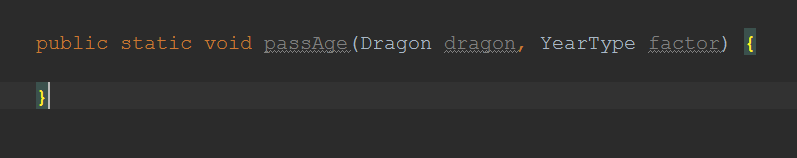 public static void passAge(Dragon dragon, YearType factor) {
}